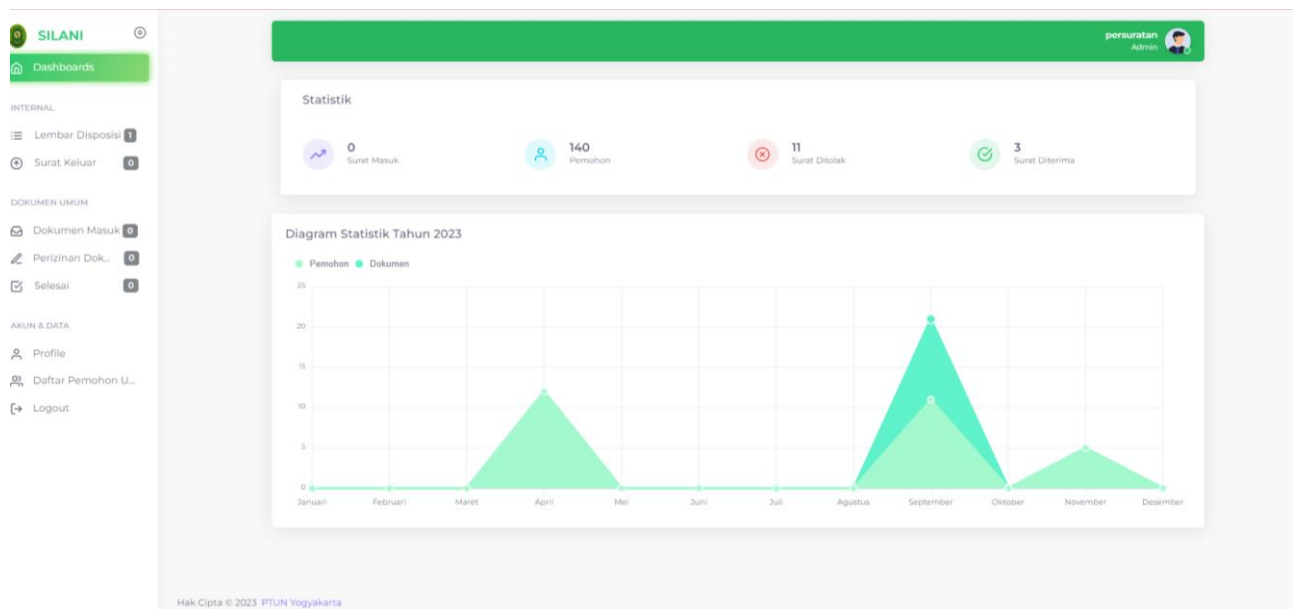 SILANI
Dashboards
INTERNAL
Lembar Disposisi 1
Surat Keluar 0
DOKUMEN UMUM
Dokumen Masuk 0
Perizinan Dok... 0
Selesai 0
AKUN & DATA
Profile
Daftar Pemohon U...
Logout
persuratan
Admin
Statistik
0
Surat Masuk
140
Pemohon
11
Surat Ditolak
3
Surat Diterima
Diagram Statistik Tahun 2023
Pemohon Dokumen
25
20
15
10
5
0
Januari Februari Maret April Mei Juni Juli Agustus September Oktober November Desember
Hak Cipta © 2023 PTUN Yogyakarta